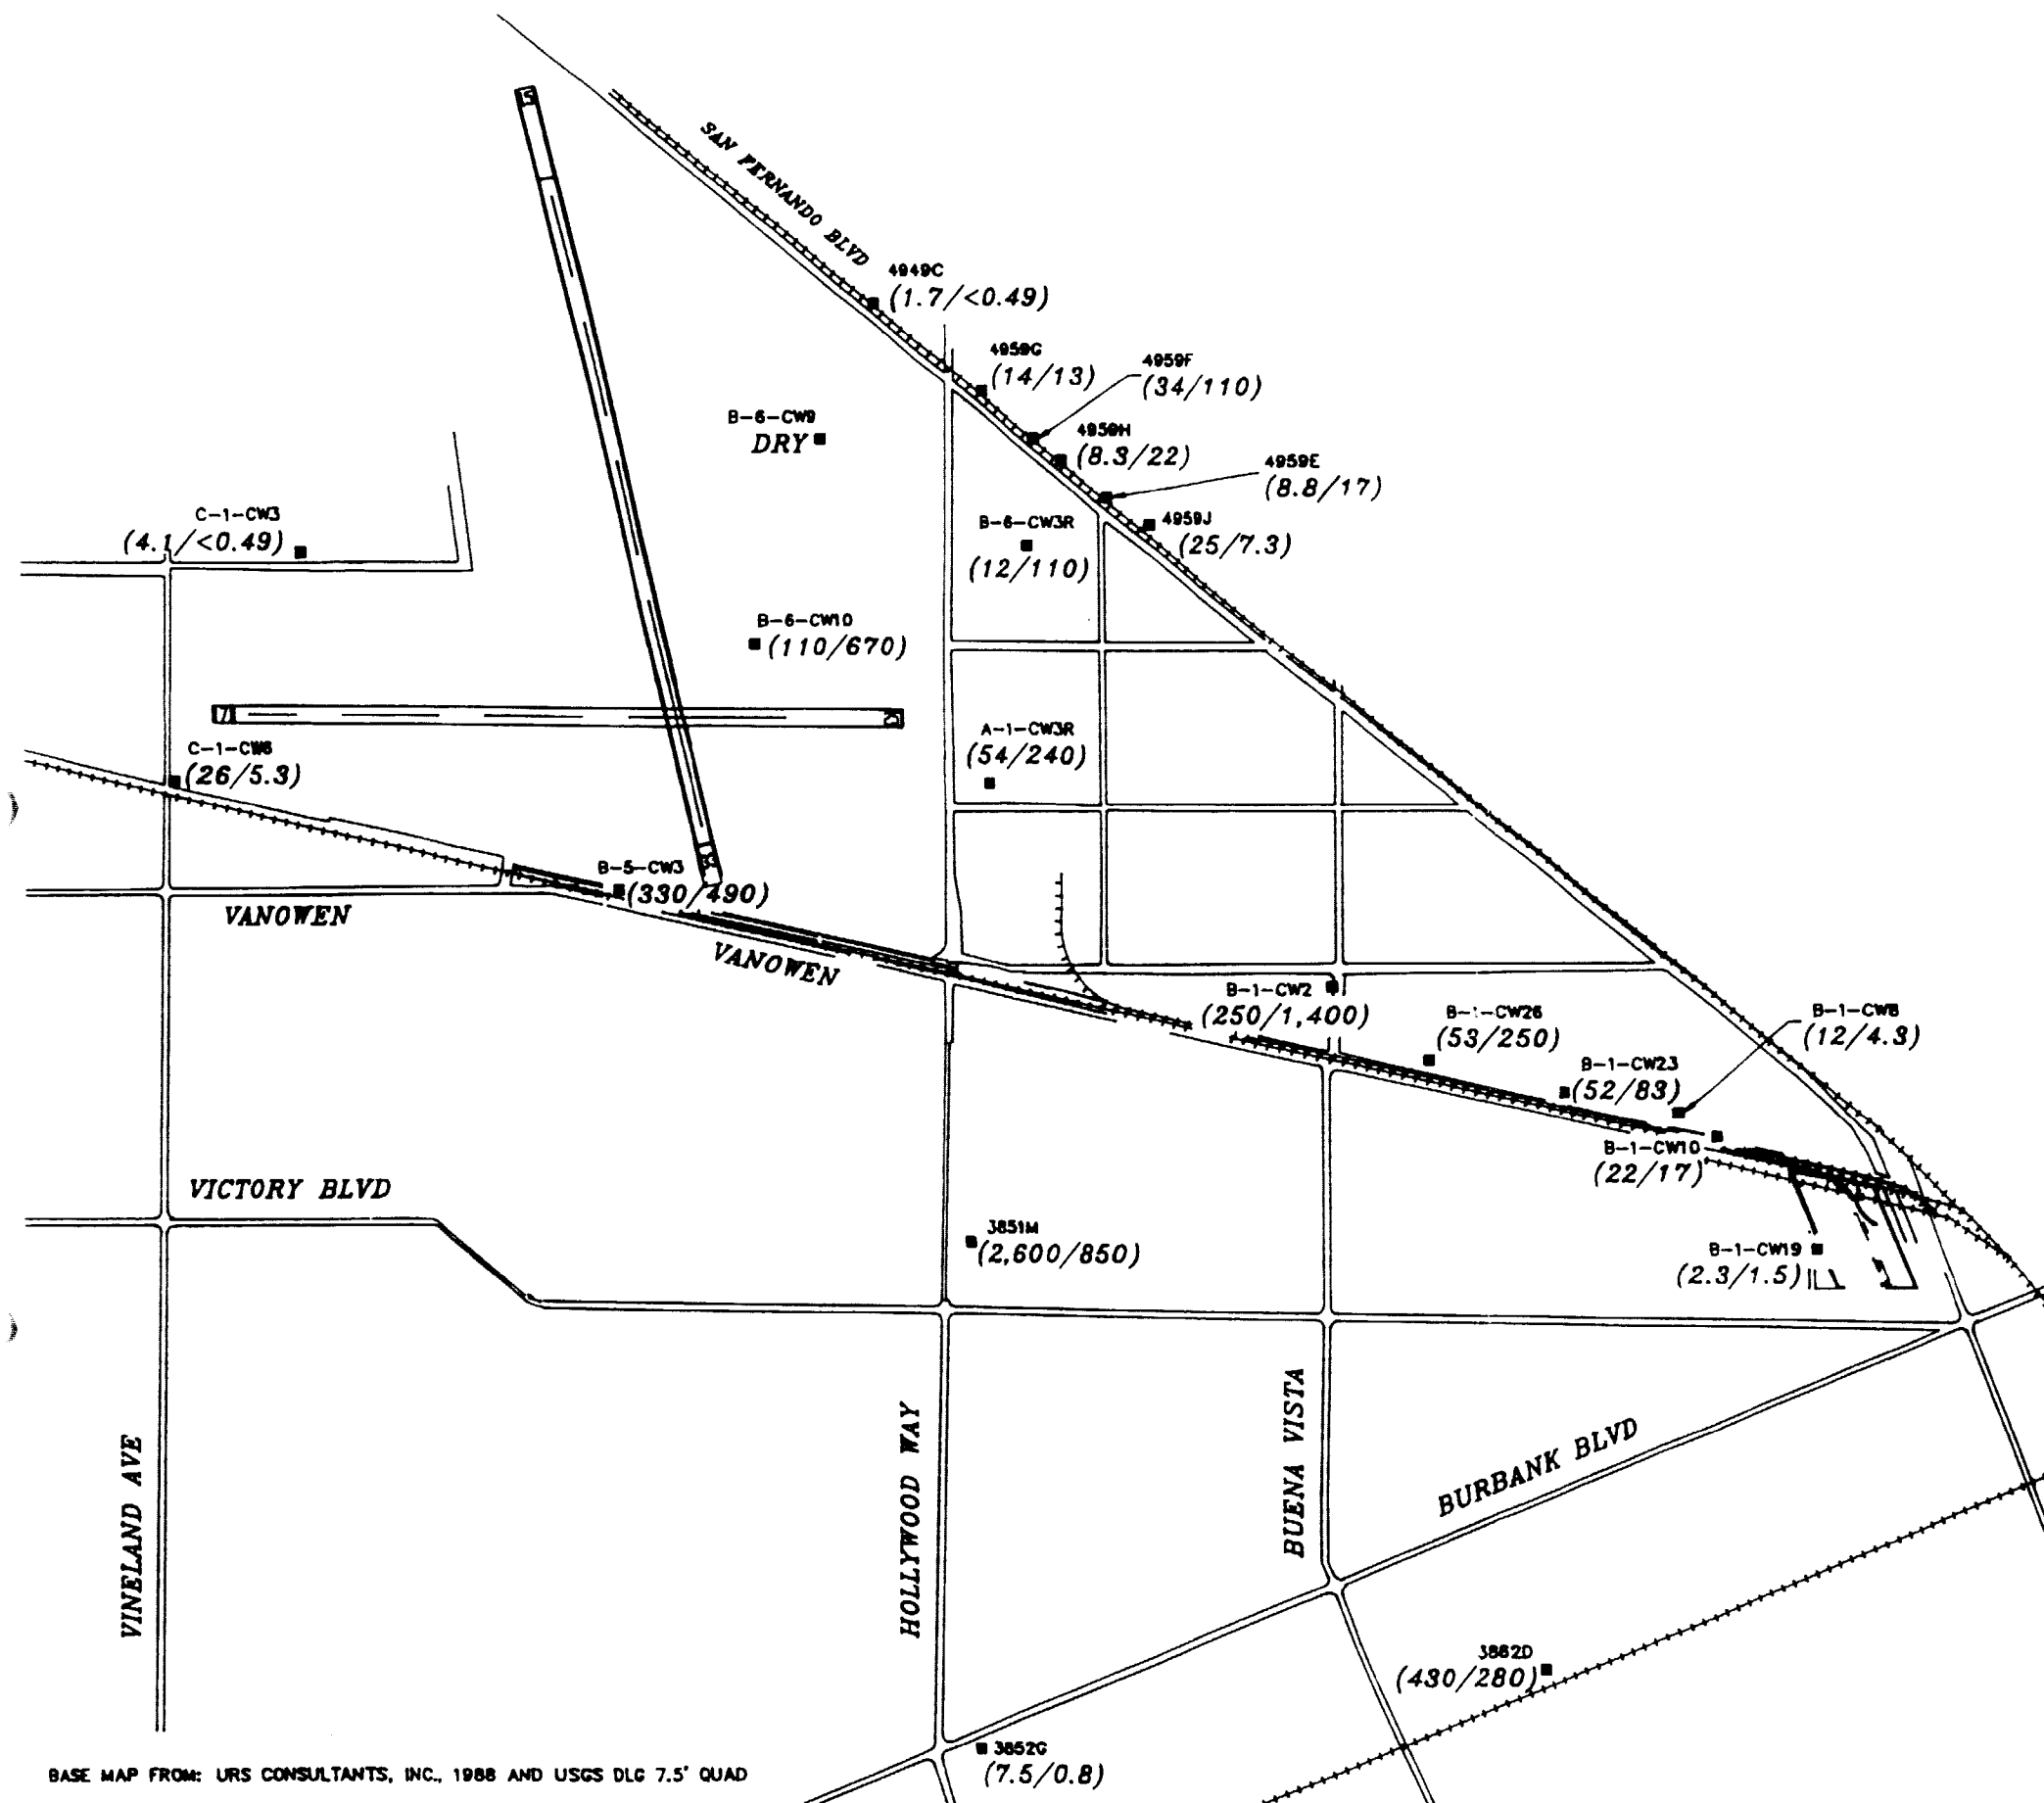 SAN FERNANDO BLVD
4949C
(1.7/<0.49)
4959G
(14/13)
4959F
(34/110)
B-6-CW9
DRY
4959H
(8.3/22)
4959E
(8.8/17)
C-1-CW3
(4.1/<0.49)
B-6-CW3R
(12/110)
4959J
(25/7.3)
B-6-CW10
(110/670)
A-1-CW3R
(54/240)
C-1-CW6
(26/5.3)
B-5-CW3
(330/490)
VANOWEN
VANOWEN
B-1-CW2
(250/1,400)
B-1-CW26
(53/250)
B-1-CW8
(12/4.3)
B-1-CW23
(52/83)
B-1-CW10
(22/17)
VICTORY BLVD
3851M
(2,600/850)
B-1-CW19
(2.3/1.5)
VINELAND AVE
HOLLYWOOD WAY
BUENA VISTA
BURBANK BLVD
3862D
(430/280)
3852G
(7.5/0.8)
BASE MAP FROM: URS CONSULTANTS, INC., 1988 AND USGS DLG 7.5' QUAD